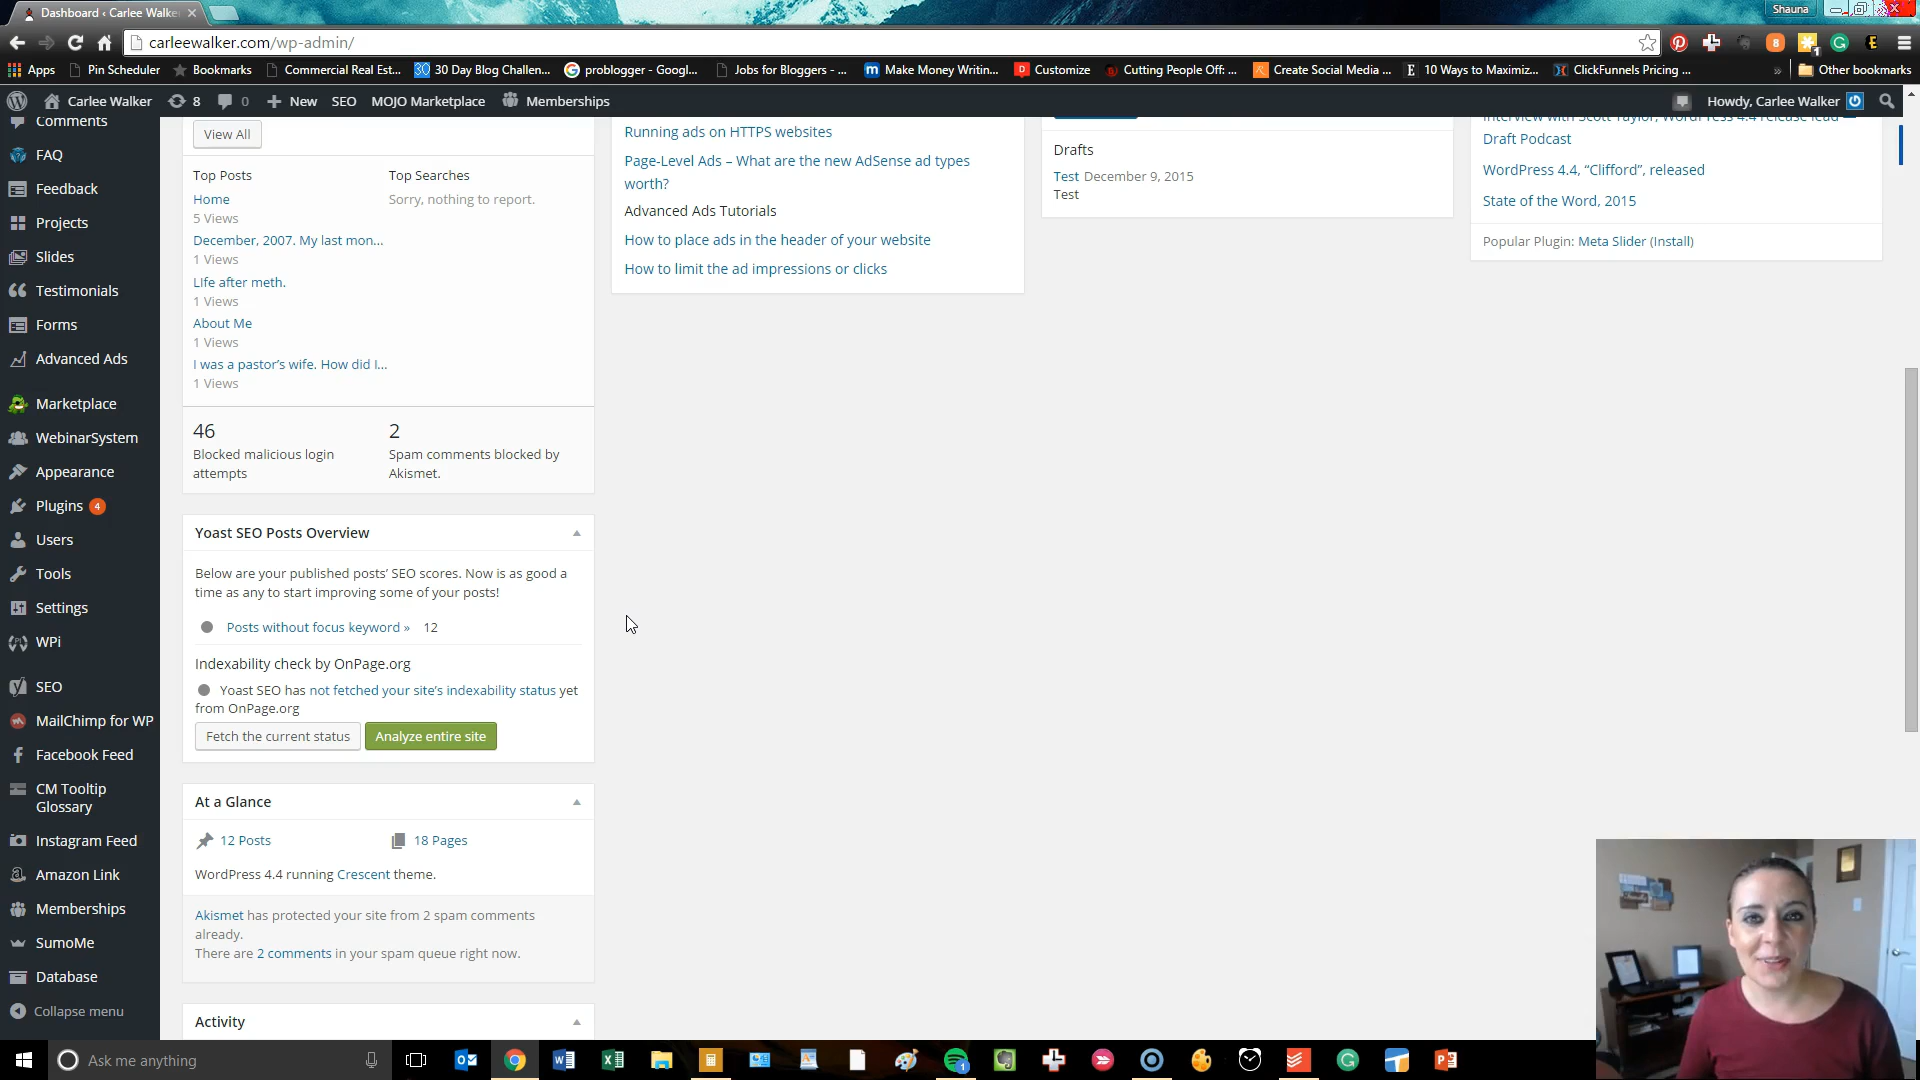 Dashboard ‹ Carlee Walke
Shauna
carleewalker.com/wp-admin/
8
1
Apps
Pin Scheduler
Bookmarks
Commercial Real Est...
30 Day Blog Challen...
problogger - Googl...
Jobs for Bloggers - ...
Make Money Writin...
Customize
Cutting People Off: ...
Create Social Media ...
10 Ways to Maximiz...
ClickFunnels Pricing ...
»
Other bookmarks
Carlee Walker
8
0
New
SEO
MOJO Marketplace
Memberships
Howdy, Carlee Walker
Comments
FAQ
Feedback
Projects
Slides
Testimonials
Forms
Advanced Ads
Marketplace
WebinarSystem
Appearance
Plugins 4
Users
Tools
Settings
WPi
SEO
MailChimp for WP
Facebook Feed
CM Tooltip
Glossary
Instagram Feed
Amazon Link
Memberships
SumoMe
Database
Collapse menu
View All
Top Posts
Top Searches
Home
Sorry, nothing to report.
5 Views
December, 2007. My last mon...
1 Views
LIfe after meth.
1 Views
About Me
1 Views
I was a pastor's wife. How did I...
1 Views
46
Blocked malicious login
attempts
2
Spam comments blocked by
Akismet.
Yoast SEO Posts Overview
Below are your published posts' SEO scores. Now is as good a
time as any to start improving some of your posts!
Posts without focus keyword » 12
Indexability check by OnPage.org
Yoast SEO has not fetched your site's indexability status yet
from OnPage.org
Fetch the current status
Analyze entire site
At a Glance
12 Posts
18 Pages
WordPress 4.4 running Crescent theme.
Akismet has protected your site from 2 spam comments
already.
There are 2 comments in your spam queue right now.
Activity
Running ads on HTTPS websites
Page-Level Ads – What are the new AdSense ad types
worth?
Advanced Ads Tutorials
How to place ads in the header of your website
How to limit the ad impressions or clicks
Drafts
Test December 9, 2015
Test
Interview with Scott Taylor, WordPress 4.4 release lead —
Draft Podcast
WordPress 4.4, “Clifford”, released
State of the Word, 2015
Popular Plugin: Meta Slider (Install)
Ask me anything